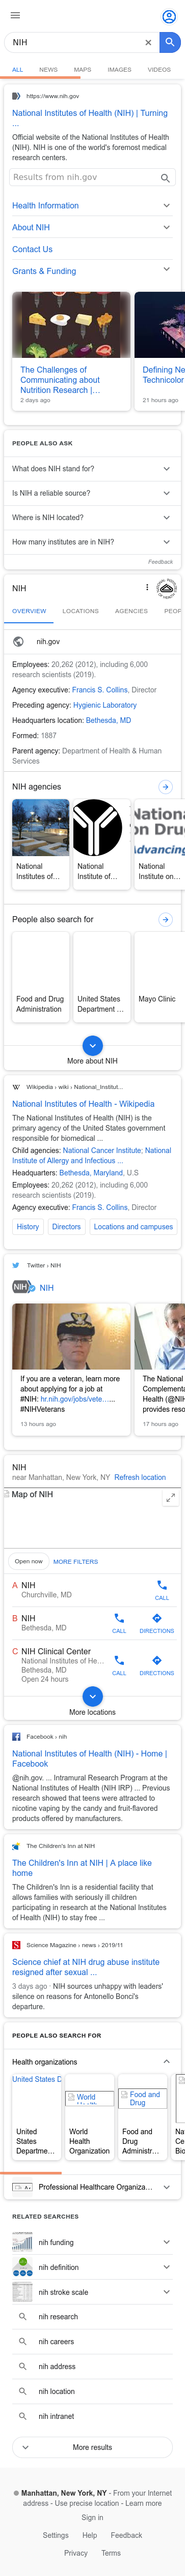 NIH
ALL NEWS MAPS IMAGES VIDEOS
https://www.nih.gov
National Institutes of Health (NIH) | Turning
...
Official website of the National Institutes of Health
(NIH). NIH is one of the world's foremost medical
research centers.
Results from nih.gov
Health Information
About NIH
Contact Us
Grants & Funding
The Challenges of
Communicating about
Nutrition Research |...
2 days ago
Defining Ne
Technicolor
21 hours ago
PEOPLE ALSO ASK
What does NIH stand for?
Is NIH a reliable source?
Where is NIH located?
How many institutes are in NIH?
Feedback
NIH
OVERVIEW LOCATIONS AGENCIES PEOP
nih.gov
Employees: 20,262 (2012), including 6,000
research scientists (2019).
Agency executive: Francis S. Collins, Director
Preceding agency: Hygienic Laboratory
Headquarters location: Bethesda, MD
Formed: 1887
Parent agency: Department of Health & Human
Services
NIH agencies
National
Institutes of...
National
Institute of...
National
Institute on...
People also search for
Food and Drug
Administration
United States
Department ...
Mayo Clinic
More about NIH
Wikipedia › wiki › National_Institut...
National Institutes of Health - Wikipedia
The National Institutes of Health (NIH) is the
primary agency of the United States government
responsible for biomedical ...
Child agencies: National Cancer Institute; National
Institute of Allergy and Infectious ...
Headquarters: Bethesda, Maryland, U.S
Employees: 20,262 (2012), including 6,000
research scientists (2019).
Agency executive: Francis S. Collins, Director
History Directors Locations and campuses
Twitter › NIH
NIH
If you are a veteran, learn more
about applying for a job at
#NIH: hr.nih.gov/jobs/vete…...
#NIHVeterans
13 hours ago
The National
Complementa
Health (@NIH
provides reso
17 hours ago
NIH
near Manhattan, New York, NY Refresh location
Map of NIH
Open now MORE FILTERS
A NIH
Churchville, MD
CALL
B NIH
Bethesda, MD
CALL DIRECTIONS
C NIH Clinical Center
National Institutes of He...
Bethesda, MD
Open 24 hours
CALL DIRECTIONS
More locations
Facebook › nih
National Institutes of Health (NIH) - Home |
Facebook
@nih.gov. ... Intramural Research Program at the
National Institutes of Health (NIH IRP) ... Previous
research showed that teens were attracted to
nicotine vaping by the candy and fruit-flavored
products offered by manufacturers.
The Children's Inn at NIH
The Children's Inn at NIH | A place like
home
The Children's Inn is a residential facility that
allows families with seriously ill children
participating in research at the National Institutes
of Health (NIH) to stay free ...
Science Magazine › news › 2019/11
Science chief at NIH drug abuse institute
resigned after sexual ...
3 days ago · NIH sources unhappy with leaders'
silence on reasons for Antonello Bonci's
departure.
PEOPLE ALSO SEARCH FOR
Health organizations
United States D
United
States
Departme...
World
World
Health
Organization
Food and
Drug
Food and
Drug
Administr...
Professional Healthcare Organiza...
RELATED SEARCHES
nih funding
nih definition
nih stroke scale
nih research
nih careers
nih address
nih location
nih intranet
More results
Manhattan, New York, NY - From your Internet
address - Use precise location - Learn more
Sign in
Settings Help Feedback
Privacy Terms